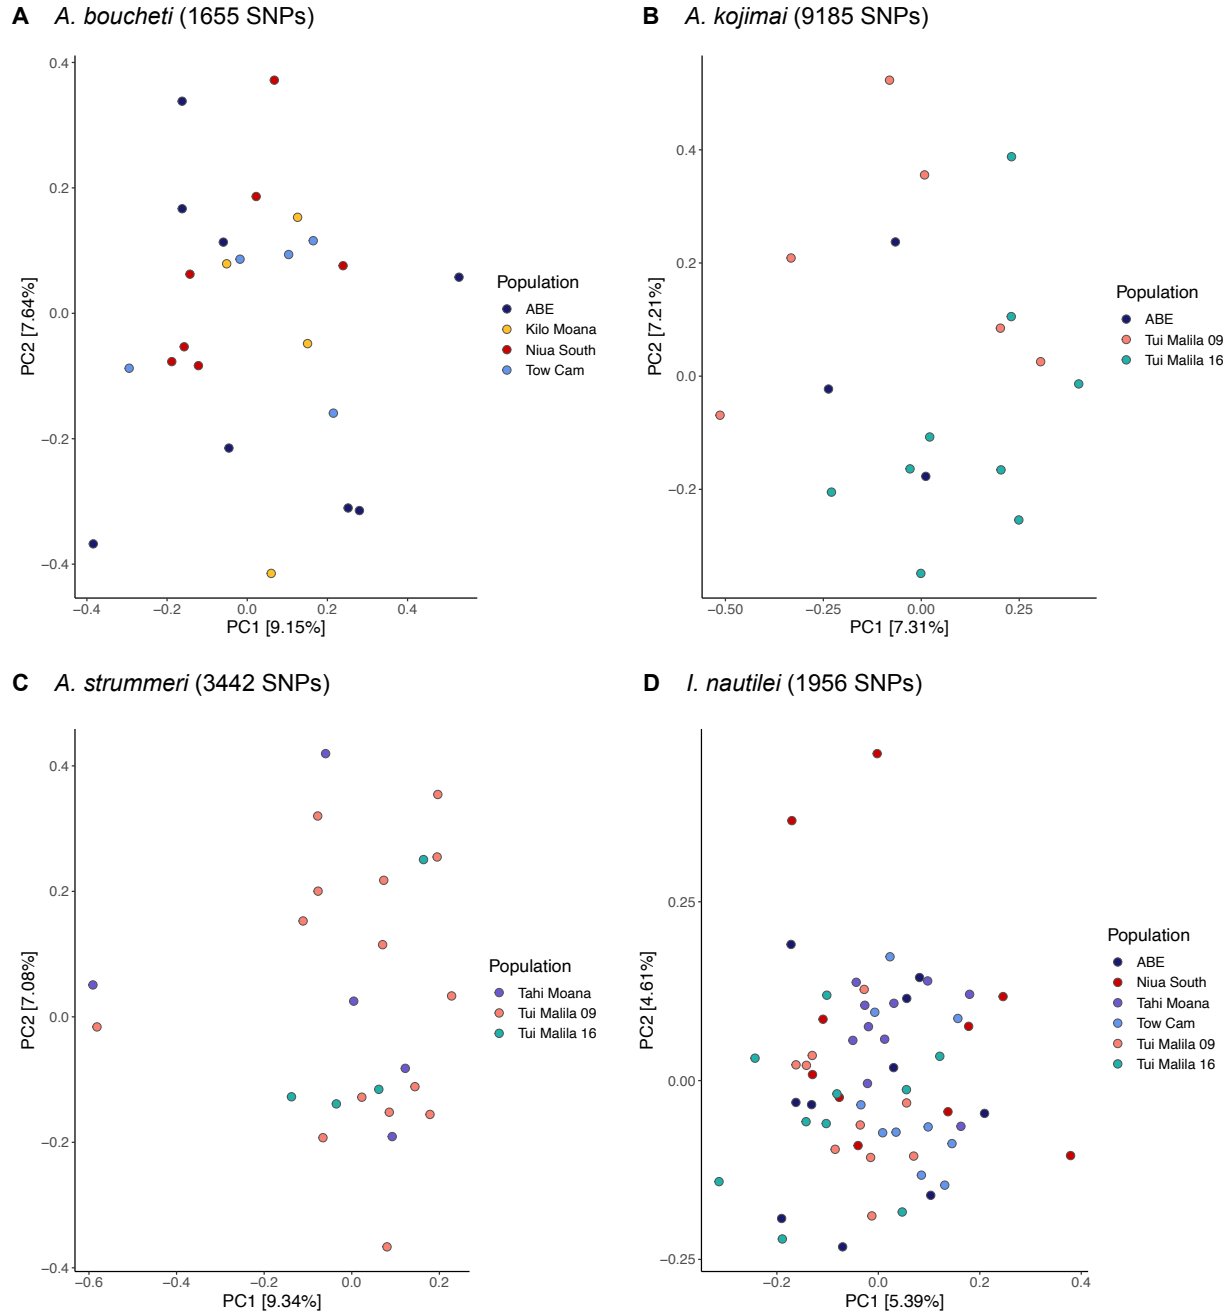 A A. boucheti (1655 SNPs)
0.4
0.2
0.0
−0.2
−0.4
PC2 [7.64%]
−0.4 −0.2 0.0 0.2 0.4
PC1 [9.15%]
Population
ABE
Kilo Moana
Niua South
Tow Cam
B A. kojimai (9185 SNPs)
0.4
0.2
0.0
−0.2
PC2 [7.21%]
−0.50 −0.25 0.00 0.25
PC1 [7.31%]
Population
ABE
Tui Malila 09
Tui Malila 16
C A. strummeri (3442 SNPs)
0.4
0.2
0.0
−0.2
−0.4
PC2 [7.08%]
−0.6 −0.4 −0.2 0.0 0.2
PC1 [9.34%]
Population
Tahi Moana
Tui Malila 09
Tui Malila 16
D I. nautilei (1956 SNPs)
0.25
0.00
−0.25
PC2 [4.61%]
−0.2 0.0 0.2 0.4
PC1 [5.39%]
Population
ABE
Niua South
Tahi Moana
Tow Cam
Tui Malila 09
Tui Malila 16